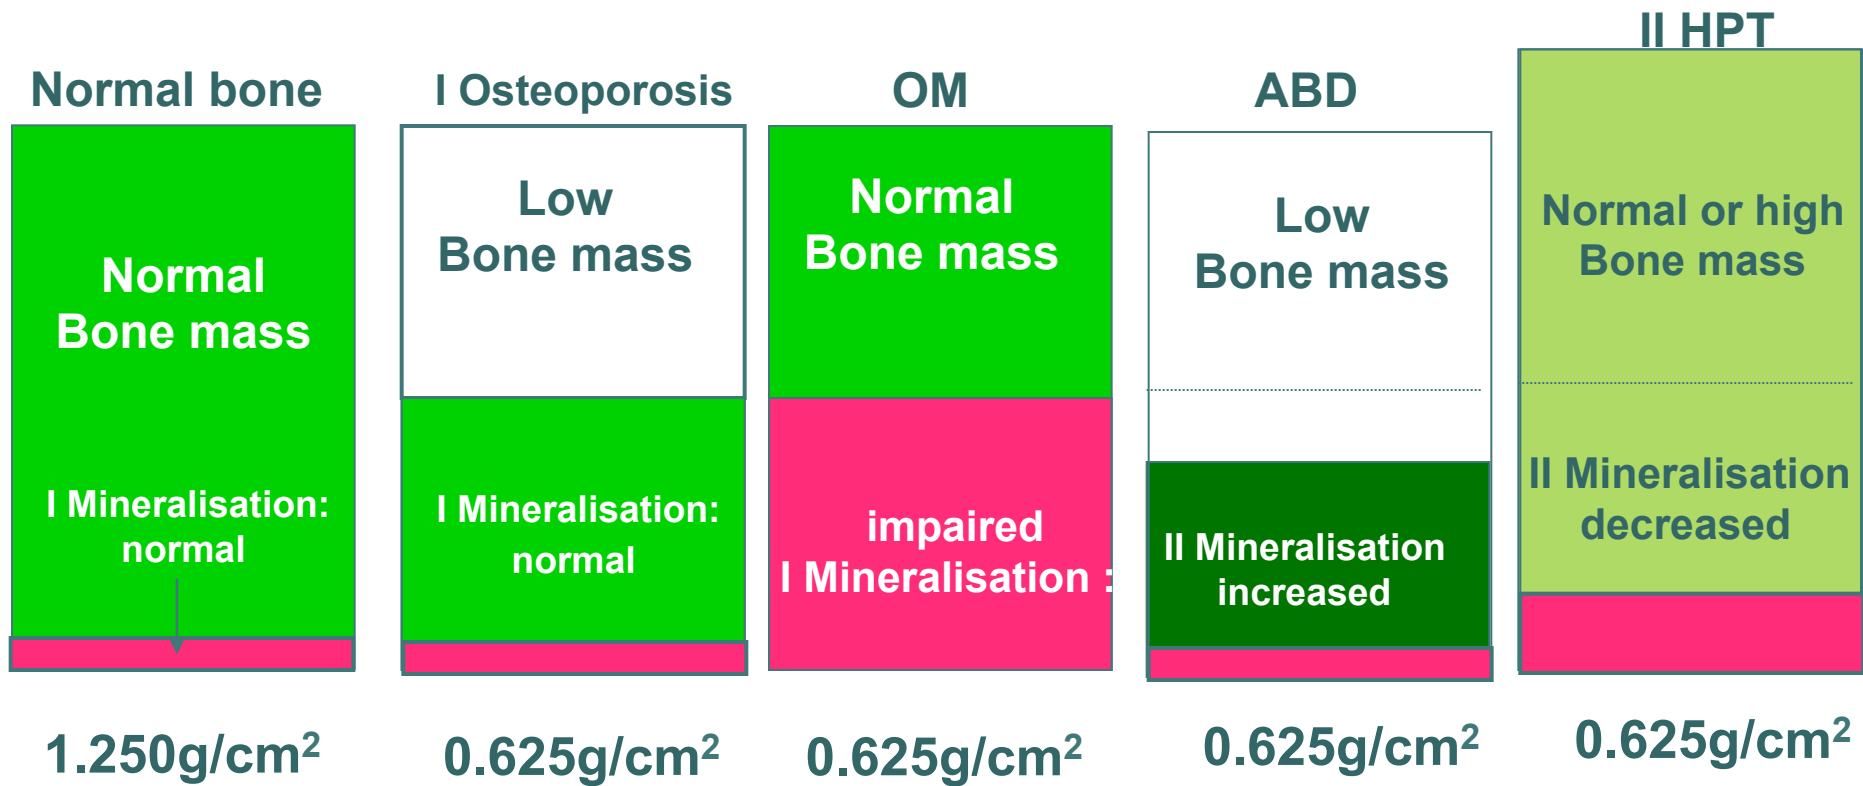 Normal bone
Normal
Bone mass
I Mineralisation:
normal
1.250g/cm²
I Osteoporosis
Low
Bone mass
I Mineralisation:
normal
0.625g/cm²
OM
Normal
Bone mass
impaired
I Mineralisation :
0.625g/cm²
ABD
Low
Bone mass
II Mineralisation
increased
0.625g/cm²
II HPT
Normal or high
Bone mass
II Mineralisation
decreased
0.625g/cm²